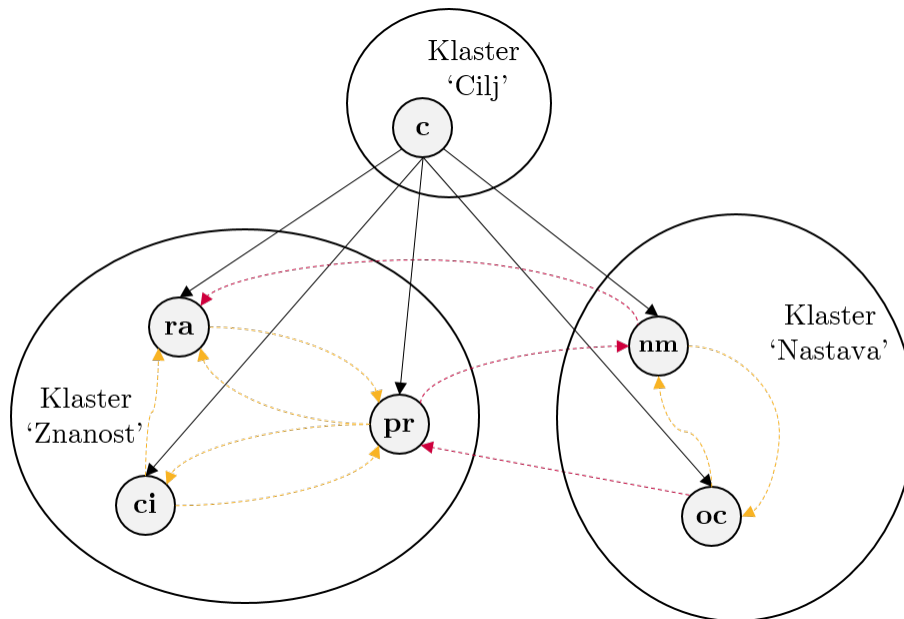 Klaster
‘Cilj’
c
ra
nm
Klaster
‘Nastava’
Klaster
‘Znanost’
pr
ci
oc